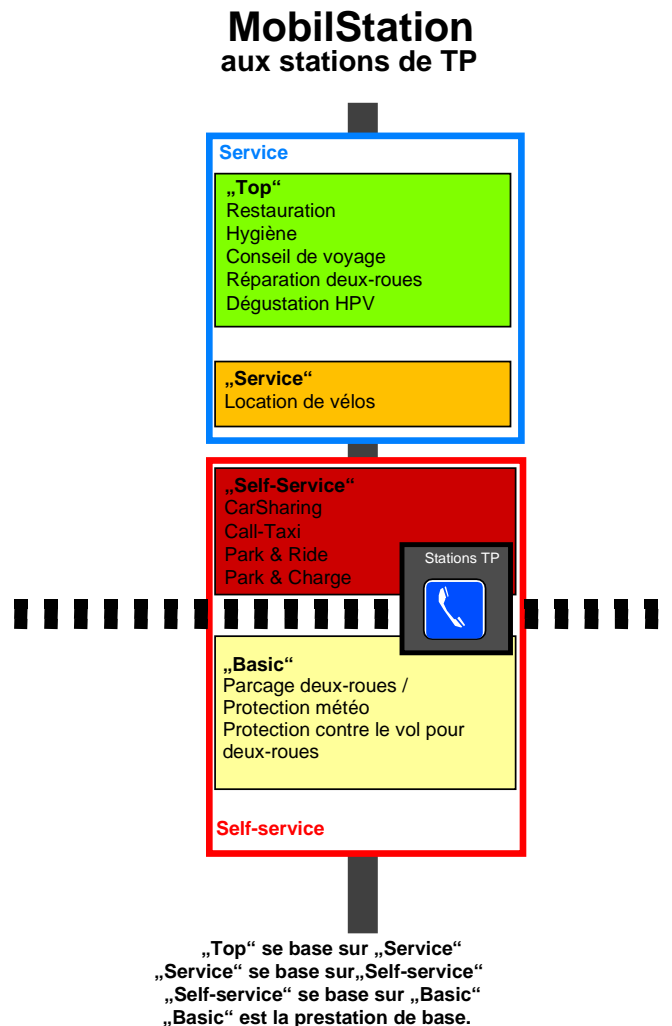 MobilStation
aux stations de TP
Service
„Top“
Restauration
Hygiène
Conseil de voyage
Réparation deux-roues
Dégustation HPV
„Service“
Location de vélos
„Self-Service“
CarSharing
Call-Taxi
Park & Ride
Park & Charge
Stations TP
„Basic“
Parcage deux-roues /
Protection météo
Protection contre le vol pour
deux-roues
Self-service
„Top“ se base sur „Service“
„Service“ se base sur„Self-service“
„Self-service“ se base sur „Basic“
„Basic“ est la prestation de base.